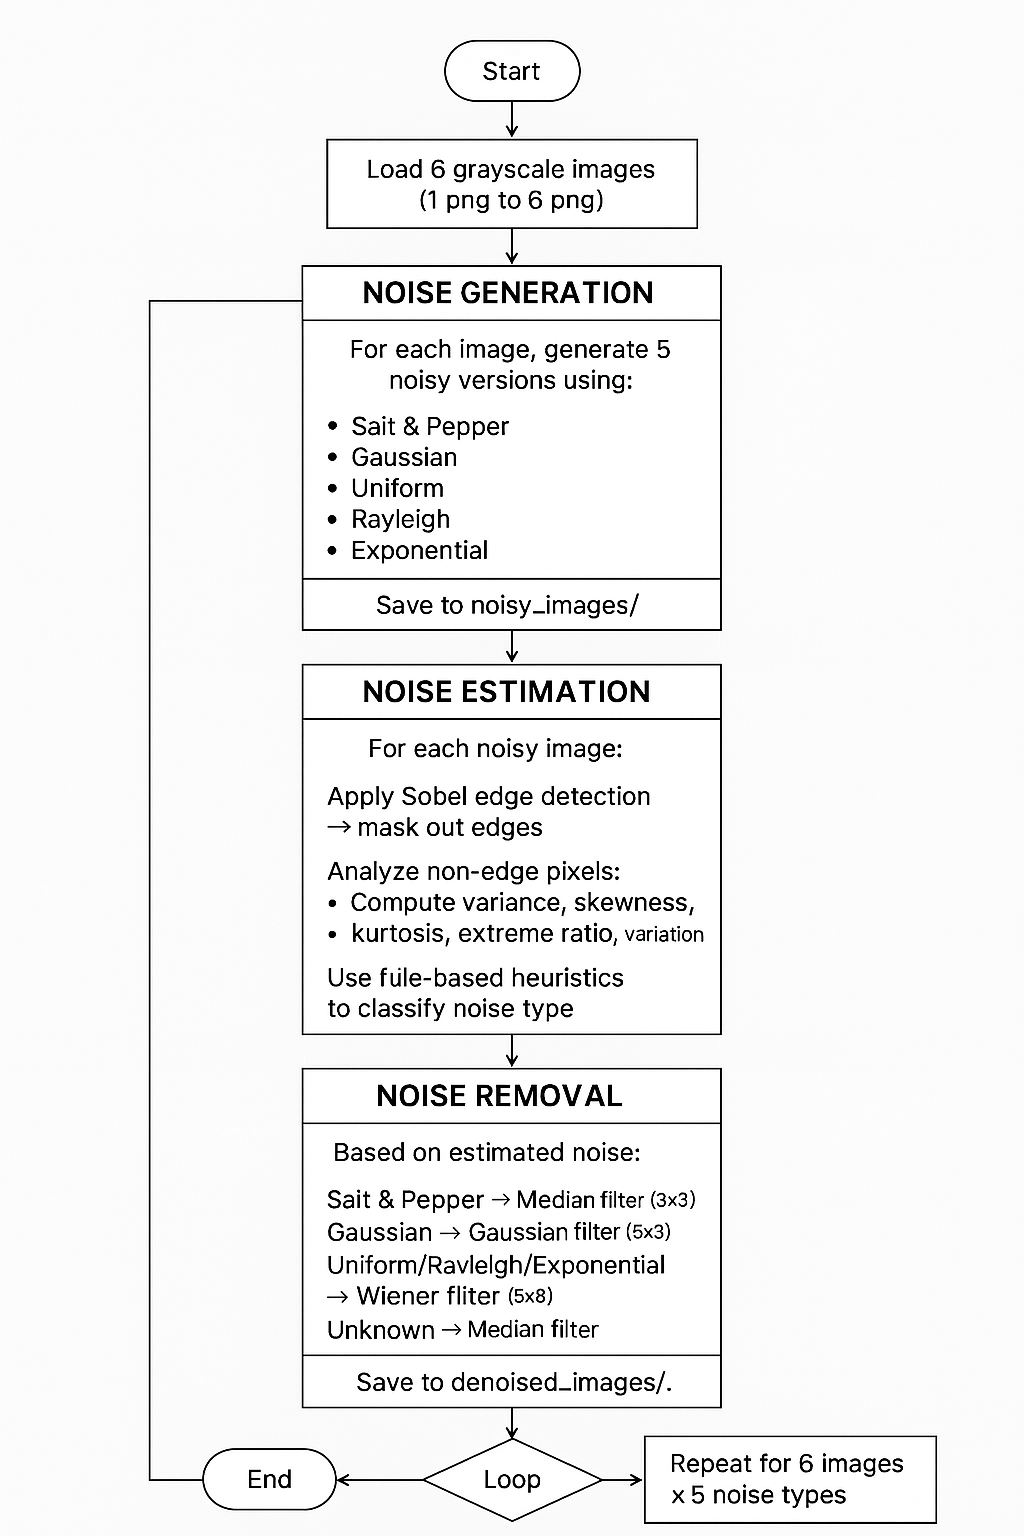 Start
Load 6 grayscale images
(1 png to 6 png)
NOISE GENERATION
For each image, generate 5
noisy versions using:
• Sait & Pepper
• Gaussian
• Uniform
• Rayleigh
• Exponential
Save to noisy_images/
NOISE ESTIMATION
For each noisy image:
Apply Sobel edge detection
→ mask out edges
Analyze non-edge pixels:
• Compute variance, skewness,
• kurtosis, extreme ratio, variation
Use fule-based heuristics
to classify noise type
NOISE REMOVAL
Based on estimated noise:
Sait & Pepper → Median filter (3x3)
Gaussian → Gaussian filter (5x3)
Uniform/Ravlelgh/Exponential
→ Wiener fliter (5x8)
Unknown → Median filter
Save to denoised_images/.
End
Loop
Repeat for 6 images
x 5 noise types